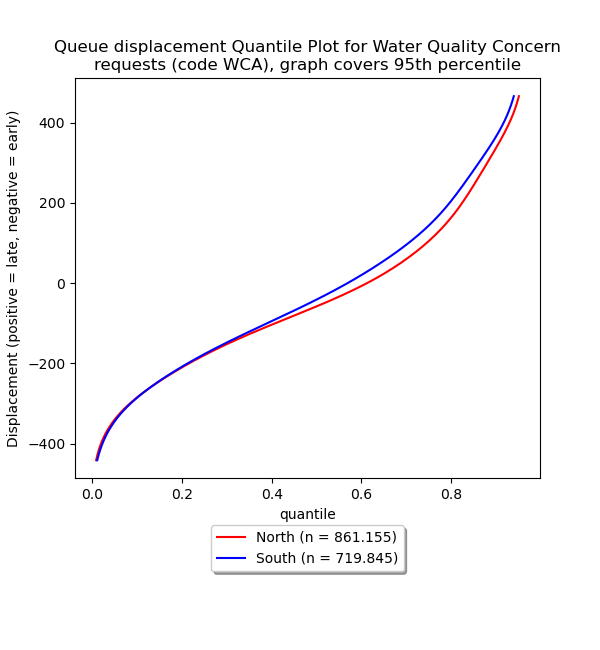 Queue displacement Quantile Plot for Water Quality Concern
requests (code WCA), graph covers 95th percentile
Displacement (positive = late, negative = early)
400
200
0
−200
−400
0.0
0.2
0.4
0.6
0.8
quantile
North (n = 861.155)
South (n = 719.845)